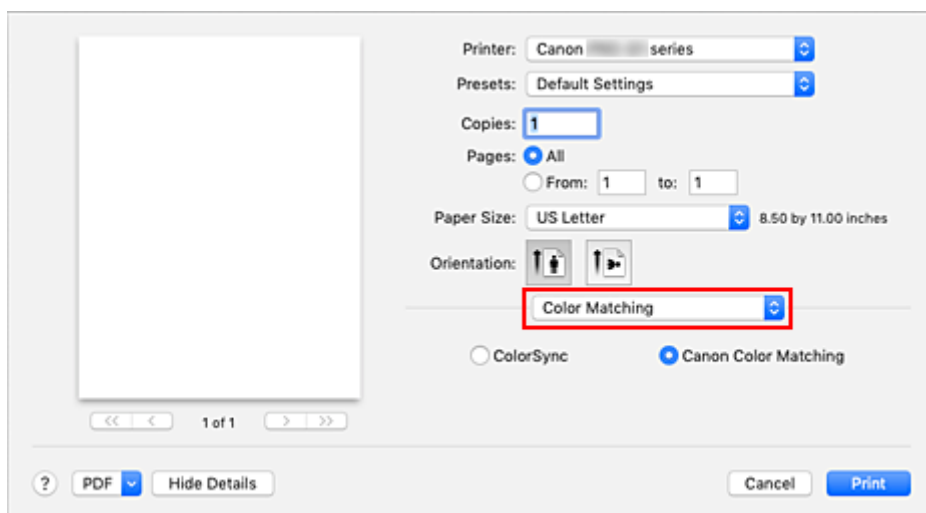 Printer: Canon series
Presets: Default Settings
Copies: 1
Pages: All
From: 1 to: 1
Paper Size: US Letter 8.50 by 11.00 inches
Orientation:
Color Matching
ColorSync Canon Color Matching
<< < 1 of 1 > >>
? PDF Hide Details Cancel Print